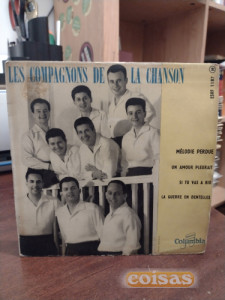 LES COMPAGNONS DE LA CHANSON
MÉLODIE PERDUE
UN AMOUR PLEURAIT
SI TU VAS A RIO
LA GUERRE EN DENTELLES
Columbia
coisas